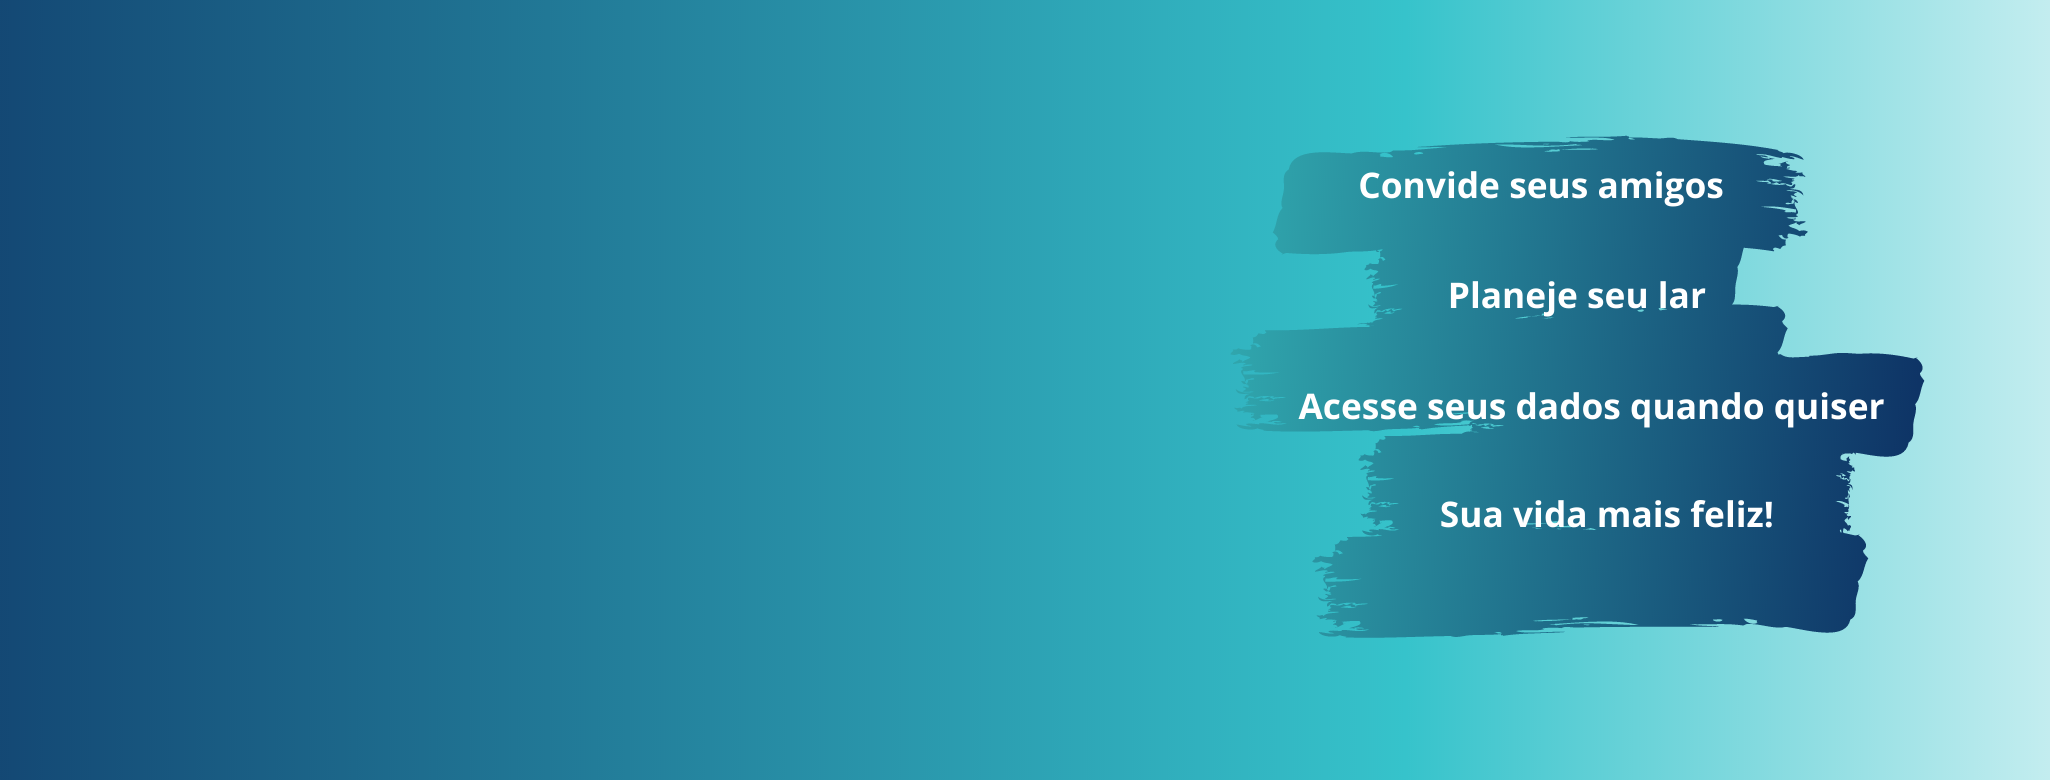 Convide seus amigos
Planeje seu lar
Acesse seus dados quando quiser
Sua vida mais feliz!